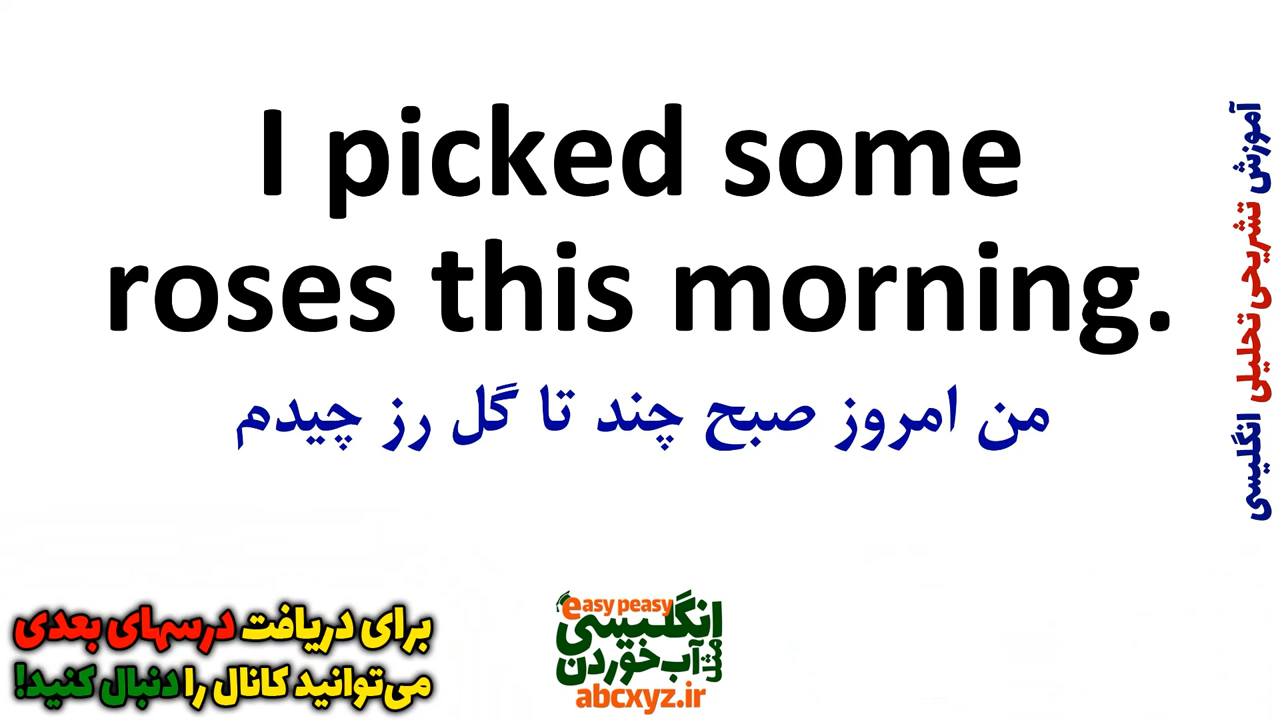 I picked some
roses this morning.
من امروز صبح چند تا گل رز چیدم
آموزش تشریحی تحلیلی انگلیسی
برای دریافت درسهای بعدی
می‌توانید کانال را دنبال کنید!
easy peasy
انگلیسی
مثل آب خوردن
abcxyz.ir